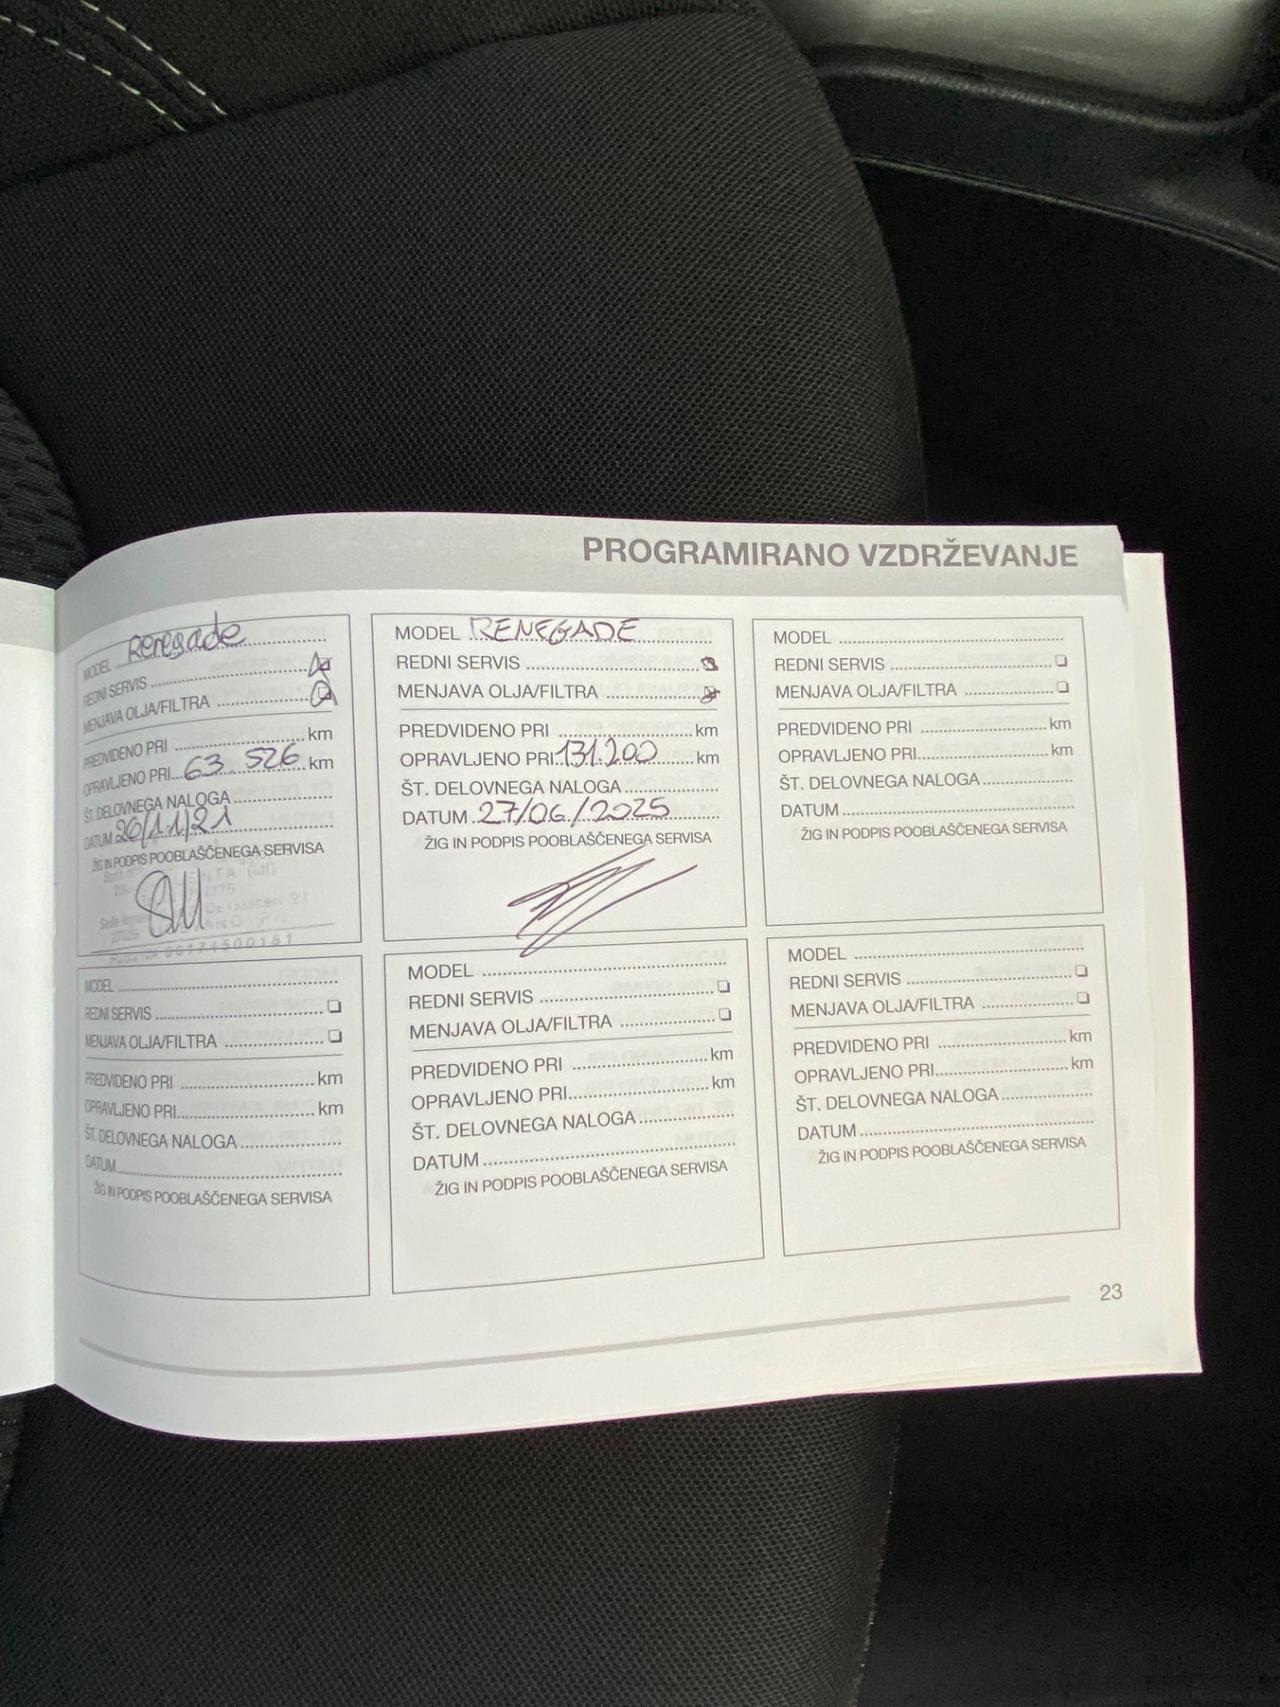 PROGRAMIRANO VZDRŽEVANJE
MODEL Renegade
REDNI SERVIS
MENJAVA OLJA/FILTRA
PREDVIDENO PRI km
OPRAVLJENO PRI 63 526 km
ŠT. DELOVNEGA NALOGA
DATUM 26/11/21
ŽIG IN PODPIS POOBLAŠČENEGA SERVISA
MODEL RENEGADE
REDNI SERVIS
MENJAVA OLJA/FILTRA
PREDVIDENO PRI km
OPRAVLJENO PRI 131.200 km
ŠT. DELOVNEGA NALOGA
DATUM 27/06/2025
ŽIG IN PODPIS POOBLAŠČENEGA SERVISA
MODEL
REDNI SERVIS
MENJAVA OLJA/FILTRA
PREDVIDENO PRI km
OPRAVLJENO PRI km
ŠT. DELOVNEGA NALOGA
DATUM
ŽIG IN PODPIS POOBLAŠČENEGA SERVISA
MODEL
REDNI SERVIS
MENJAVA OLJA/FILTRA
PREDVIDENO PRI km
OPRAVLJENO PRI km
ŠT. DELOVNEGA NALOGA
DATUM
ŽIG IN PODPIS POOBLAŠČENEGA SERVISA
MODEL
REDNI SERVIS
MENJAVA OLJA/FILTRA
PREDVIDENO PRI km
OPRAVLJENO PRI km
ŠT. DELOVNEGA NALOGA
DATUM
ŽIG IN PODPIS POOBLAŠČENEGA SERVISA
MODEL
REDNI SERVIS
MENJAVA OLJA/FILTRA
PREDVIDENO PRI km
OPRAVLJENO PRI km
ŠT. DELOVNEGA NALOGA
DATUM
ŽIG IN PODPIS POOBLAŠČENEGA SERVISA
23